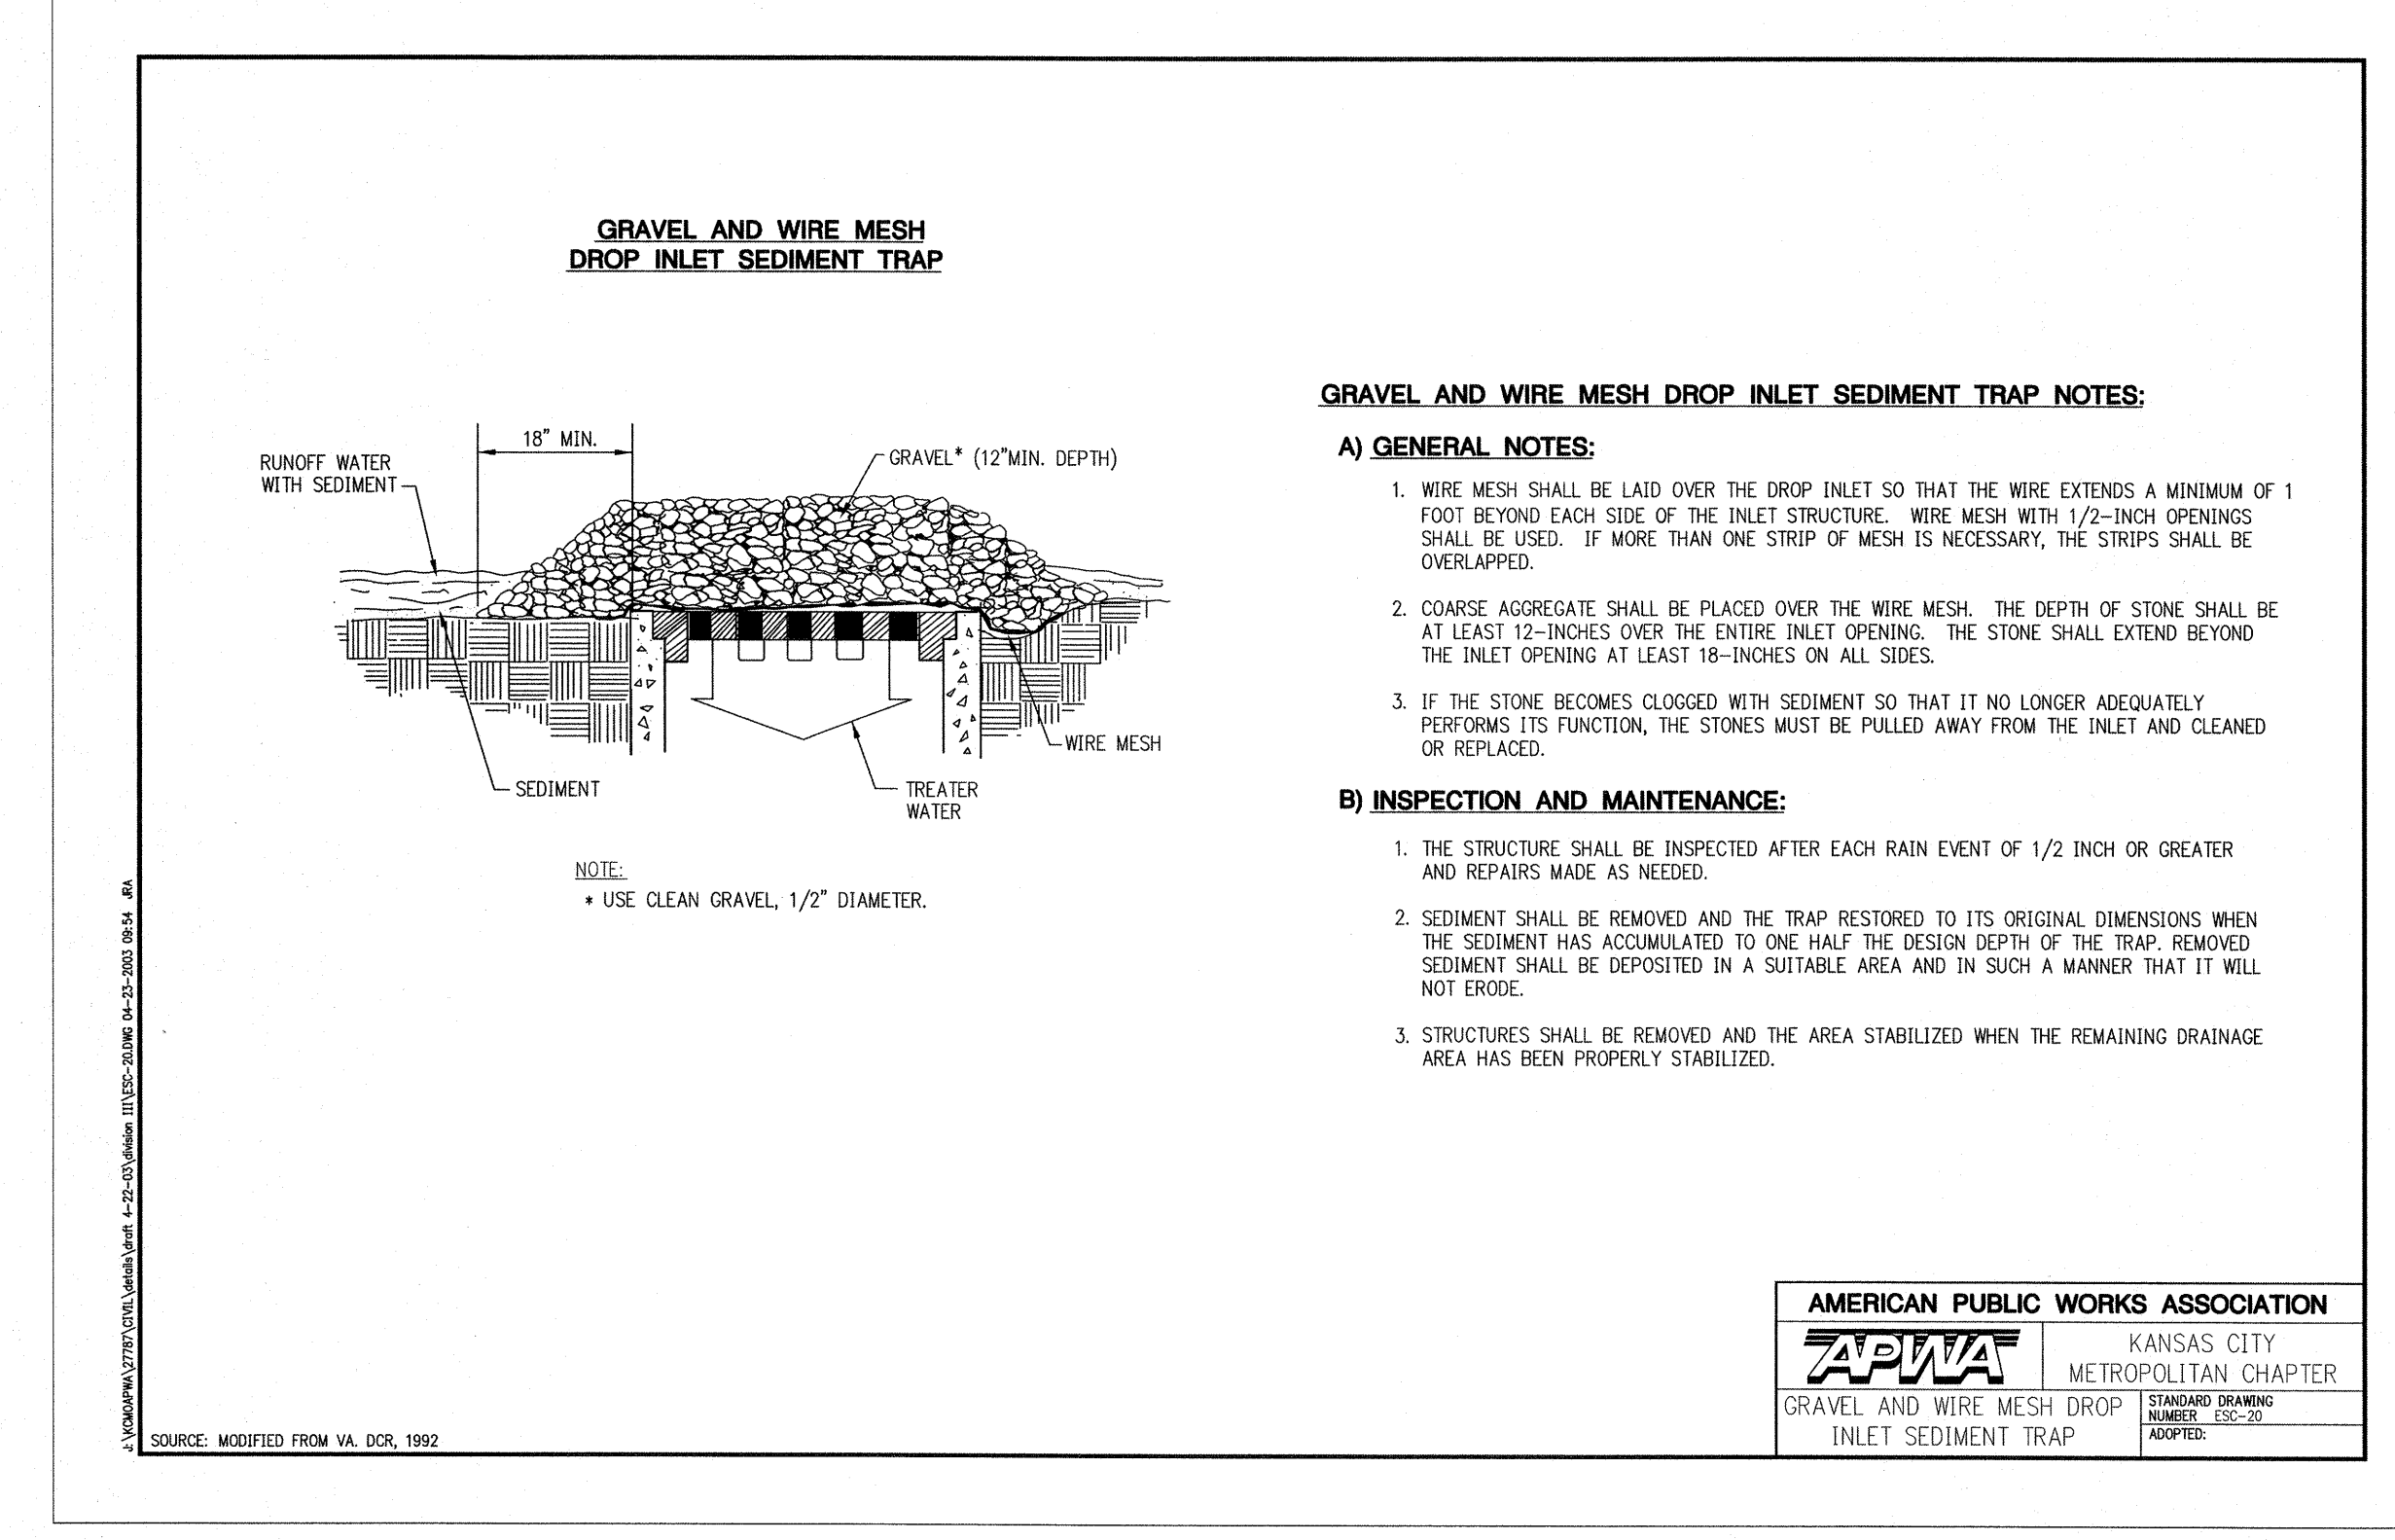 GRAVEL AND WIRE MESH
DROP INLET SEDIMENT TRAP
18" MIN.
RUNOFF WATER
WITH SEDIMENT
GRAVEL* (12"MIN. DEPTH)
WIRE MESH
SEDIMENT
TREATER
WATER
NOTE:
* USE CLEAN GRAVEL, 1/2" DIAMETER.
GRAVEL AND WIRE MESH DROP INLET SEDIMENT TRAP NOTES:
A) GENERAL NOTES:
1. WIRE MESH SHALL BE LAID OVER THE DROP INLET SO THAT THE WIRE EXTENDS A MINIMUM OF 1
FOOT BEYOND EACH SIDE OF THE INLET STRUCTURE. WIRE MESH WITH 1/2-INCH OPENINGS
SHALL BE USED. IF MORE THAN ONE STRIP OF MESH IS NECESSARY, THE STRIPS SHALL BE
OVERLAPPED.
2. COARSE AGGREGATE SHALL BE PLACED OVER THE WIRE MESH. THE DEPTH OF STONE SHALL BE
AT LEAST 12-INCHES OVER THE ENTIRE INLET OPENING. THE STONE SHALL EXTEND BEYOND
THE INLET OPENING AT LEAST 18-INCHES ON ALL SIDES.
3. IF THE STONE BECOMES CLOGGED WITH SEDIMENT SO THAT IT NO LONGER ADEQUATELY
PERFORMS ITS FUNCTION, THE STONES MUST BE PULLED AWAY FROM THE INLET AND CLEANED
OR REPLACED.
B) INSPECTION AND MAINTENANCE:
1. THE STRUCTURE SHALL BE INSPECTED AFTER EACH RAIN EVENT OF 1/2 INCH OR GREATER
AND REPAIRS MADE AS NEEDED.
2. SEDIMENT SHALL BE REMOVED AND THE TRAP RESTORED TO ITS ORIGINAL DIMENSIONS WHEN
THE SEDIMENT HAS ACCUMULATED TO ONE HALF THE DESIGN DEPTH OF THE TRAP. REMOVED
SEDIMENT SHALL BE DEPOSITED IN A SUITABLE AREA AND IN SUCH A MANNER THAT IT WILL
NOT ERODE.
3. STRUCTURES SHALL BE REMOVED AND THE AREA STABILIZED WHEN THE REMAINING DRAINAGE
AREA HAS BEEN PROPERLY STABILIZED.
J:\KCMOAPWA\27787\CIVIL\details\draft 4-22-03\division III\ESC-20.DWG 04-23-2003 09:54 JRA
SOURCE: MODIFIED FROM VA. DCR, 1992
AMERICAN PUBLIC WORKS ASSOCIATION
APWA
KANSAS CITY
METROPOLITAN CHAPTER
GRAVEL AND WIRE MESH DROP
INLET SEDIMENT TRAP
STANDARD DRAWING
NUMBER ESC-20
ADOPTED: